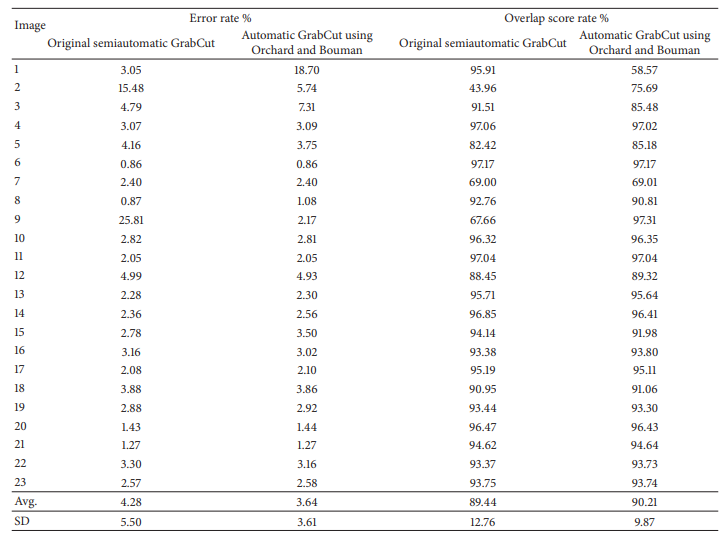 Image Error rate % Overlap score rate %
Original semiautomatic GrabCut Automatic GrabCut using Orchard and Bouman Original semiautomatic GrabCut Automatic GrabCut using Orchard and Bouman
1 3.05 18.70 95.91 58.57
2 15.48 5.74 43.96 75.69
3 4.79 7.31 91.51 85.48
4 3.07 3.09 97.06 97.02
5 4.16 3.75 82.42 85.18
6 0.86 0.86 97.17 97.17
7 2.40 2.40 69.00 69.01
8 0.87 1.08 92.76 90.81
9 25.81 2.17 67.66 97.31
10 2.82 2.81 96.32 96.35
11 2.05 2.05 97.04 97.04
12 4.99 4.93 88.45 89.32
13 2.28 2.30 95.71 95.64
14 2.36 2.56 96.85 96.41
15 2.78 3.50 94.14 91.98
16 3.16 3.02 93.38 93.80
17 2.08 2.10 95.19 95.11
18 3.88 3.86 90.95 91.06
19 2.88 2.92 93.44 93.30
20 1.43 1.44 96.47 96.43
21 1.27 1.27 94.62 94.64
22 3.30 3.16 93.37 93.73
23 2.57 2.58 93.75 93.74
Avg. 4.28 3.64 89.44 90.21
SD 5.50 3.61 12.76 9.87